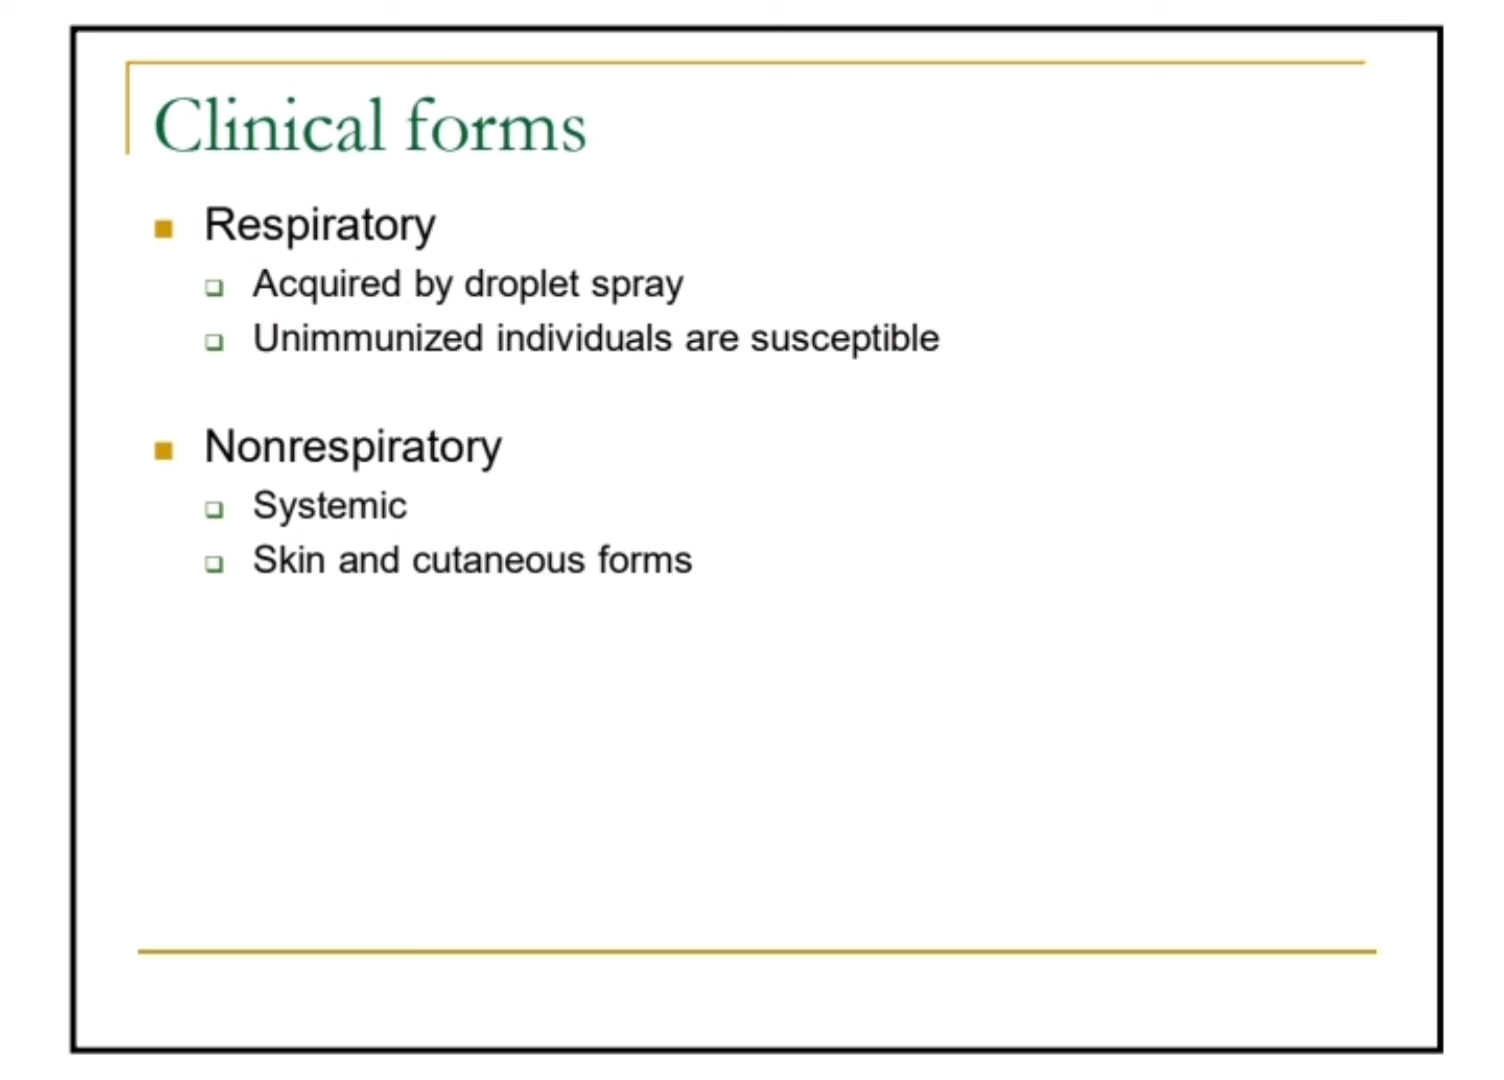 Clinical forms
Respiratory
Acquired by droplet spray
Unimmunized individuals are susceptible
Nonrespiratory
Systemic
Skin and cutaneous forms